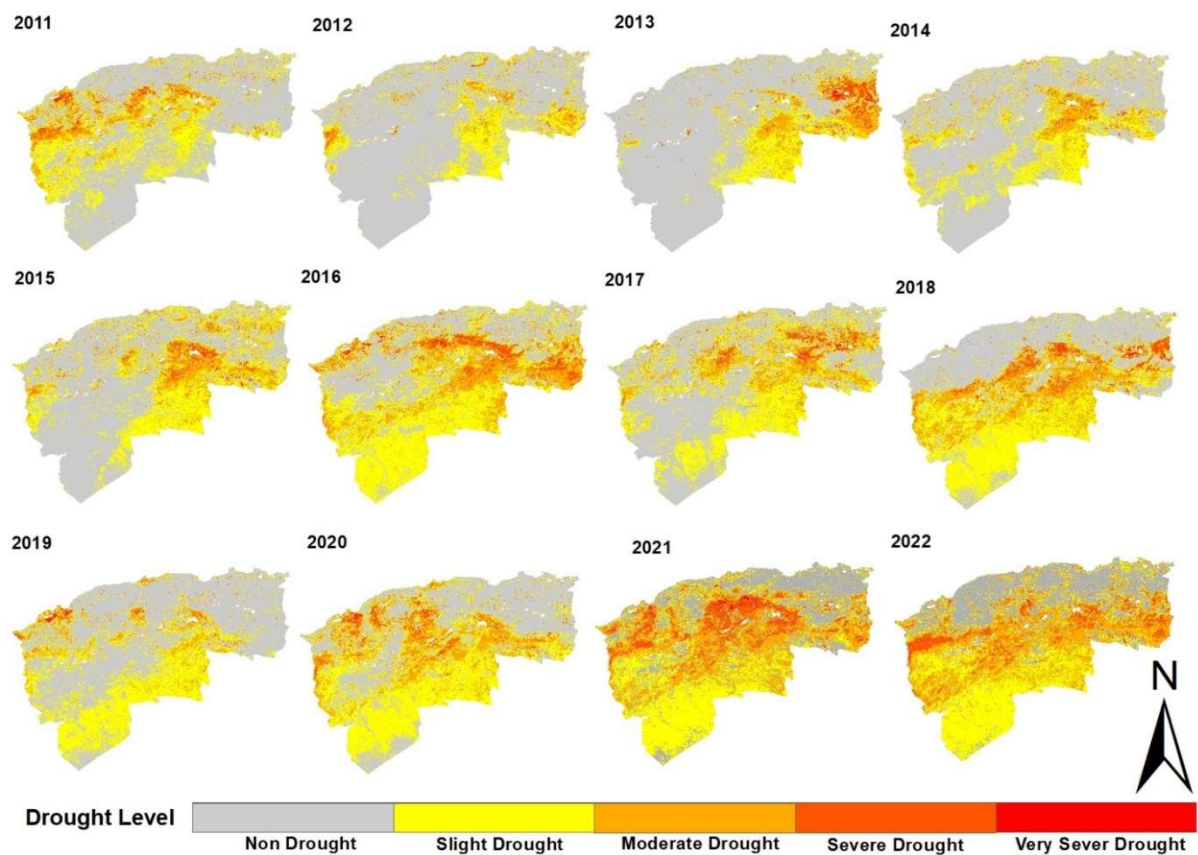 2011
2012
2013
2014
2015
2016
2017
2018
2019
2020
2021
2022
N
Drought Level
Non Drought
Slight Drought
Moderate Drought
Severe Drought
Very Sever Drought